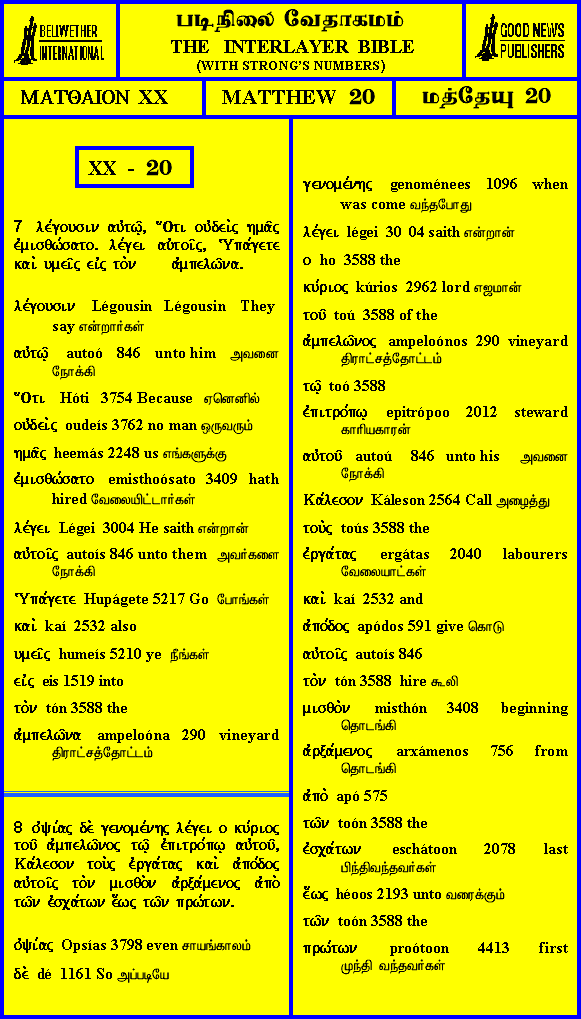 BELIWETHER
INTERNATIONAL
படிநிலை வேதாகமம்
THE INTERLAYER BIBLE
(WITH STRONG'S NUMBERS)
GOOD NEWS
PUBLISHERS
ΜΑΤΘΑΙΟΝ XX
MATTHEW 20
மத்தேயு 20
XX - 20
7 λέγουσιν αὐτῷ, Ὅτι οὐδεὶς ημᾶς
ἐμισθώσατο. λέγει αὐτοῖς, Ὑπάγετε
καὶ υμεῖς εἰς τὸν ἀμπελῶνα.
λέγουσιν Légousin Légousin They
say என்றார்கள்
αὐτῷ autoó 846 unto him அவனை
நோக்கி
Ὅτι Hóti 3754 Because ஏனெனில்
οὐδεὶς oudeís 3762 no man ஒருவரும்
ημᾶς heemás 2248 us எங்களுக்கு
ἐμισθώσατο emisthoósato 3409 hath
hired வேலையிட்டார்கள்
λέγει Légei 3004 He saith என்றான்
αὐτοῖς autoís 846 unto them அவர்களை
நோக்கி
Ὑπάγετε Hupágete 5217 Go போங்கள்
καὶ kaí 2532 also
υμεῖς humeís 5210 ye நீங்கள்
εἰς eis 1519 into
τὸν tón 3588 the
ἀμπελῶνα ampeloóna 290 vineyard
திராட்சத்தோட்டம்
8 ὀψίας δὲ γενομένης λέγει ο κύριος
τοῦ ἀμπελῶνος τῷ ἐπιτρόπῳ αὐτοῦ,
Κάλεσον τοὺς ἐργάτας καὶ ἀπόδος
αὐτοῖς τὸν μισθὸν ἀρξάμενος ἀπὸ
τῶν ἐσχάτων ἕως τῶν πρώτων.
ὀψίας Opsías 3798 even சாயங்காலம்
δὲ dé 1161 So அப்படியே
γενομένης genoménees 1096 when
was come வந்தபோது
λέγει légei 30 04 saith என்றான்
ο ho 3588 the
κύριος kúrios 2962 lord எஜமான்
τοῦ toú 3588 of the
ἀμπελῶνος ampeloónos 290 vineyard
திராட்சத்தோட்டம்
τῷ toó 3588
ἐπιτρόπῳ epitrópoo 2012 steward
காரியகாரன்
αὐτοῦ autoú 846 unto his அவனை
நோக்கி
Κάλεσον Káleson 2564 Call அழைத்து
τοὺς toús 3588 the
ἐργάτας ergátas 2040 labourers
வேலையாட்கள்
καὶ kaí 2532 and
ἀπόδος apódos 591 give கொடு
αὐτοῖς autoís 846
τὸν tón 3588 hire கூலி
μισθὸν misthón 3408 beginning
தொடங்கி
ἀρξάμενος arxámenos 756 from
தொடங்கி
ἀπὸ apó 575
τῶν toón 3588 the
ἐσχάτων eschátoon 2078 last
பிந்திவந்தவர்கள்
ἕως héoos 2193 unto வரைக்கும்
τῶν toón 3588 the
πρώτων proótoon 4413 first
முந்தி வந்தவர்கள்